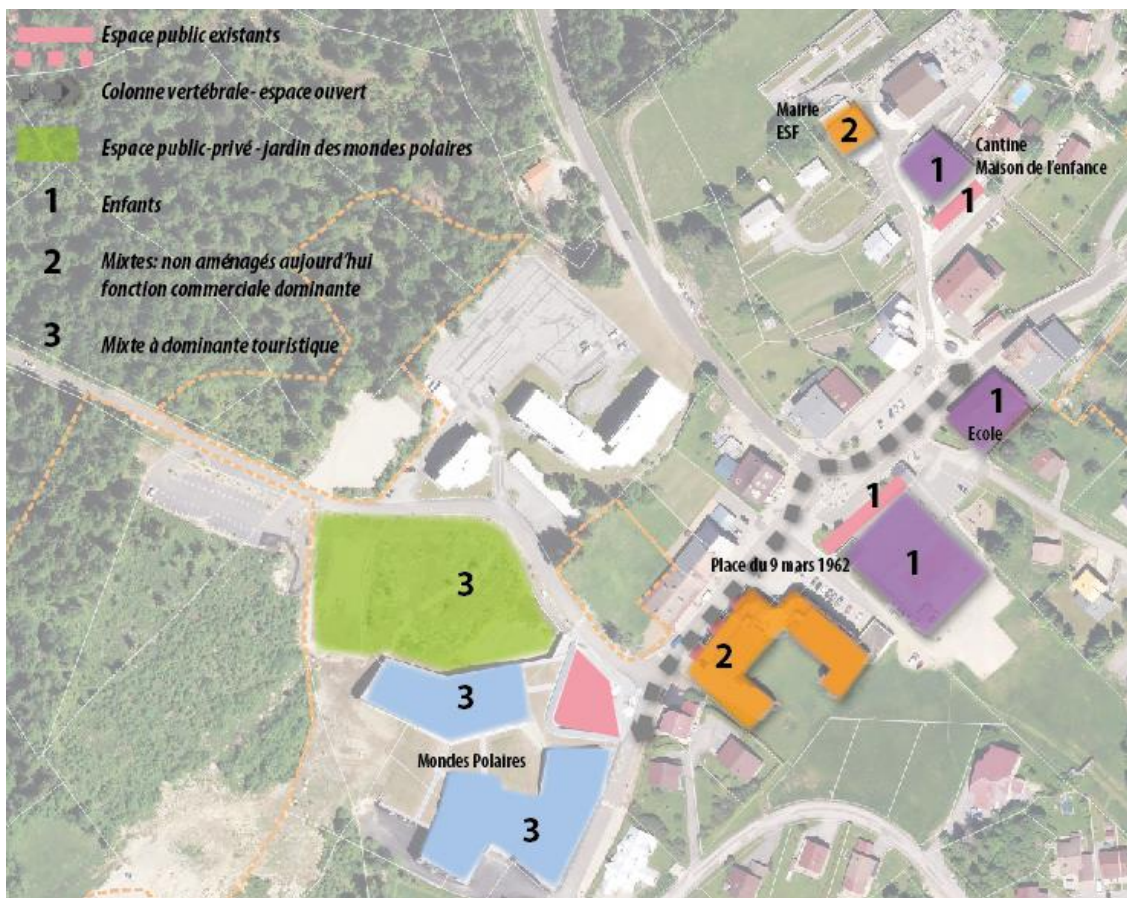 Espace public existants
Colonne vertébrale - espace ouvert
Espace public-privé - jardin des mondes polaires
1 Enfants
2 Mixtes: non aménagés aujourd'hui
fonction commerciale dominante
3 Mixte à dominante touristique
Mairie
ESF
2
1
Cantine
Maison de l'enfance
1
1
Ecole
1
1
Place du 9 mars 1962
2
3
3
Mondes Polaires
3